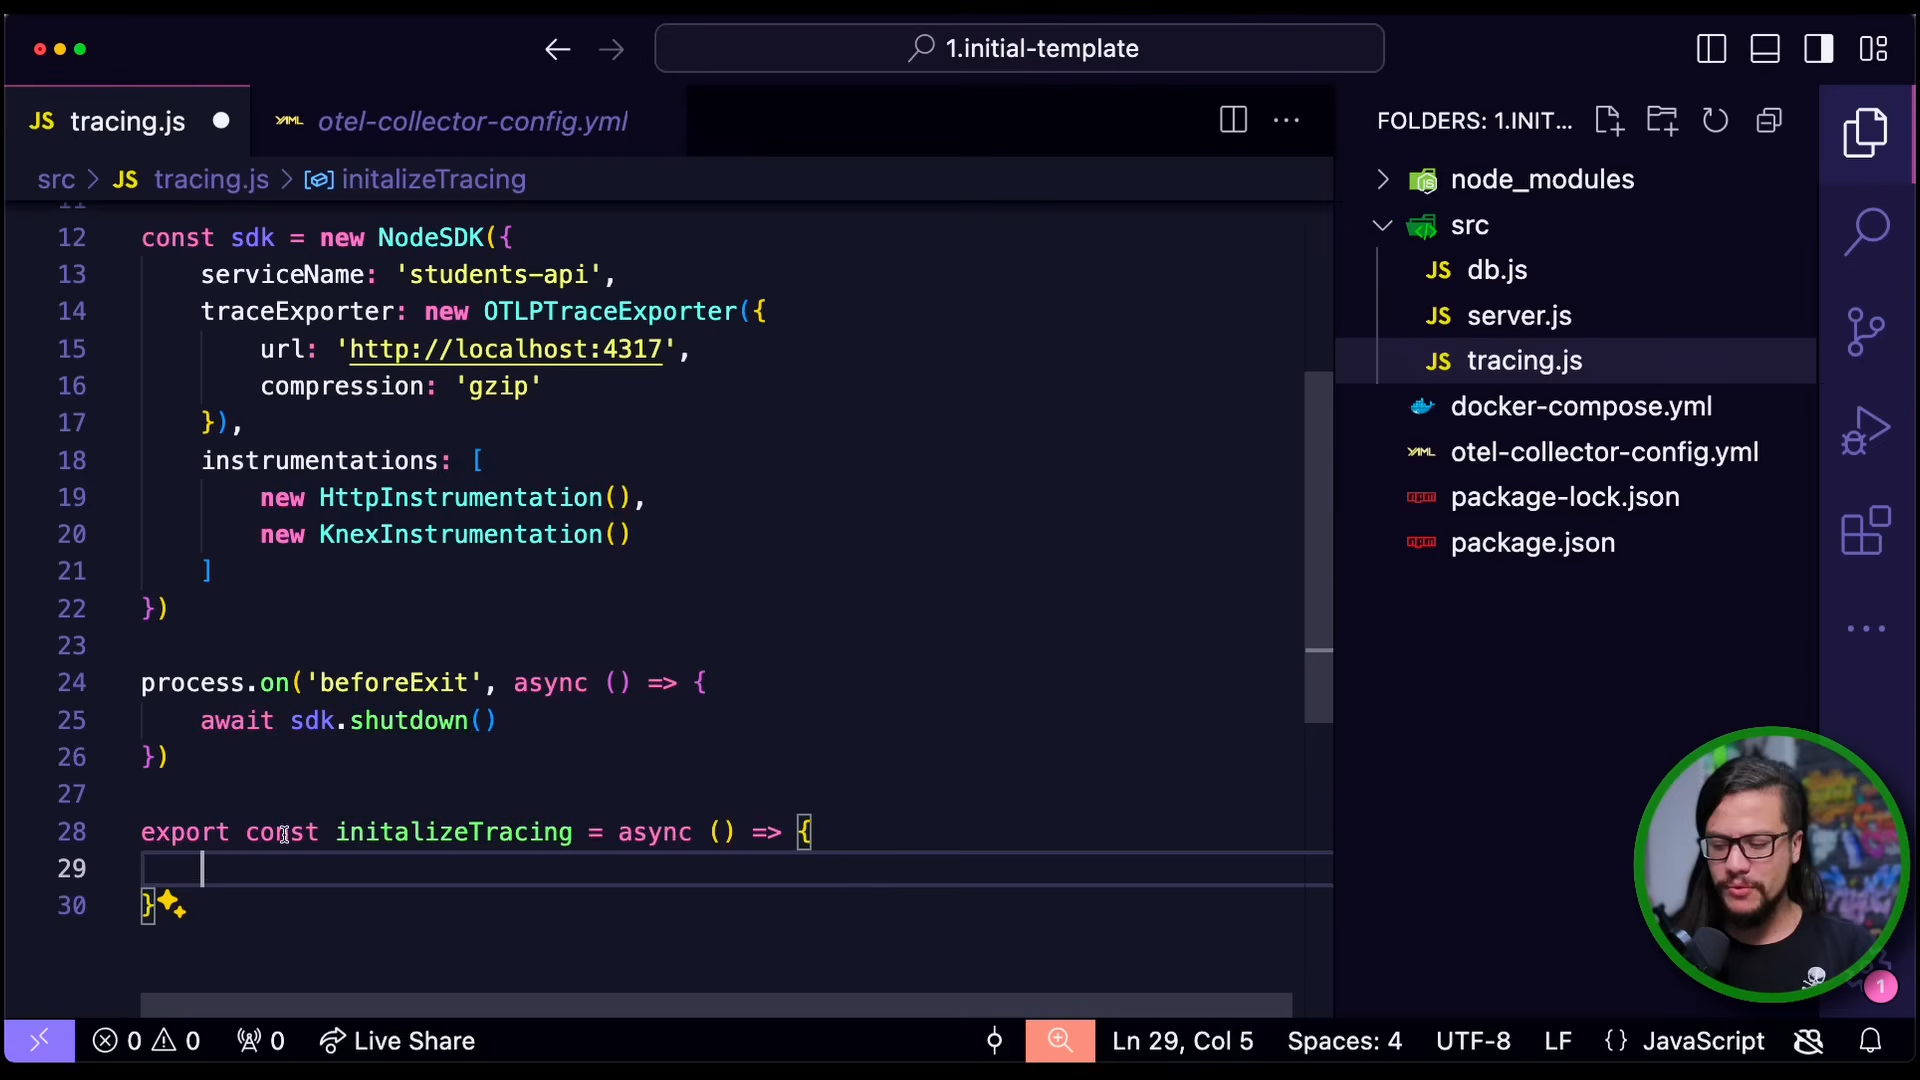 1.initial-template
JS tracing.js
YAML otel-collector-config.yml
src > JS tracing.js > initalizeTracing
11
12 const sdk = new NodeSDK({
13 serviceName: 'students-api',
14 traceExporter: new OTLPTraceExporter({
15 url: 'http://localhost:4317',
16 compression: 'gzip'
17 }),
18 instrumentations: [
19 new HttpInstrumentation(),
20 new KnexInstrumentation()
21 ]
22 })
23
24 process.on('beforeExit', async () => {
25 await sdk.shutdown()
26 })
27
28 export const initalizeTracing = async () => {
29
30 }
FOLDERS: 1.INIT...
node_modules
src
JS db.js
JS server.js
JS tracing.js
docker-compose.yml
YAML otel-collector-config.yml
npm package-lock.json
npm package.json
1
0 0 0 Live Share Ln 29, Col 5 Spaces: 4 UTF-8 LF {} JavaScript